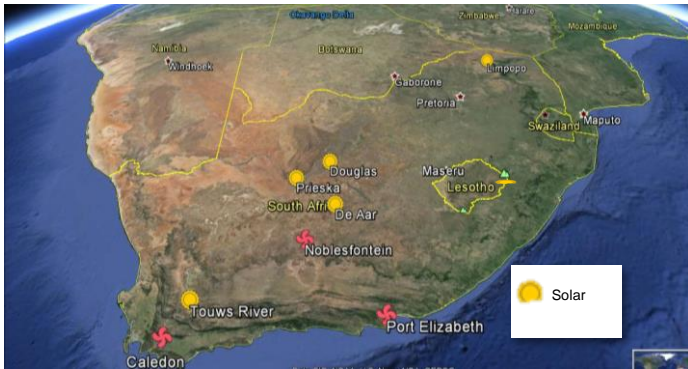 Okavango Delta
Zimbabwe
Harare
Mozambique
Namibia
Windhoek
Botswana
Gaborone
Limpopo
Pretoria
Swaziland
Maputo
Douglas
Maseru
Prieska
Lesotho
South Afri
De Aar
Noblesfontein
Solar
Touws River
Port Elizabeth
Caledon